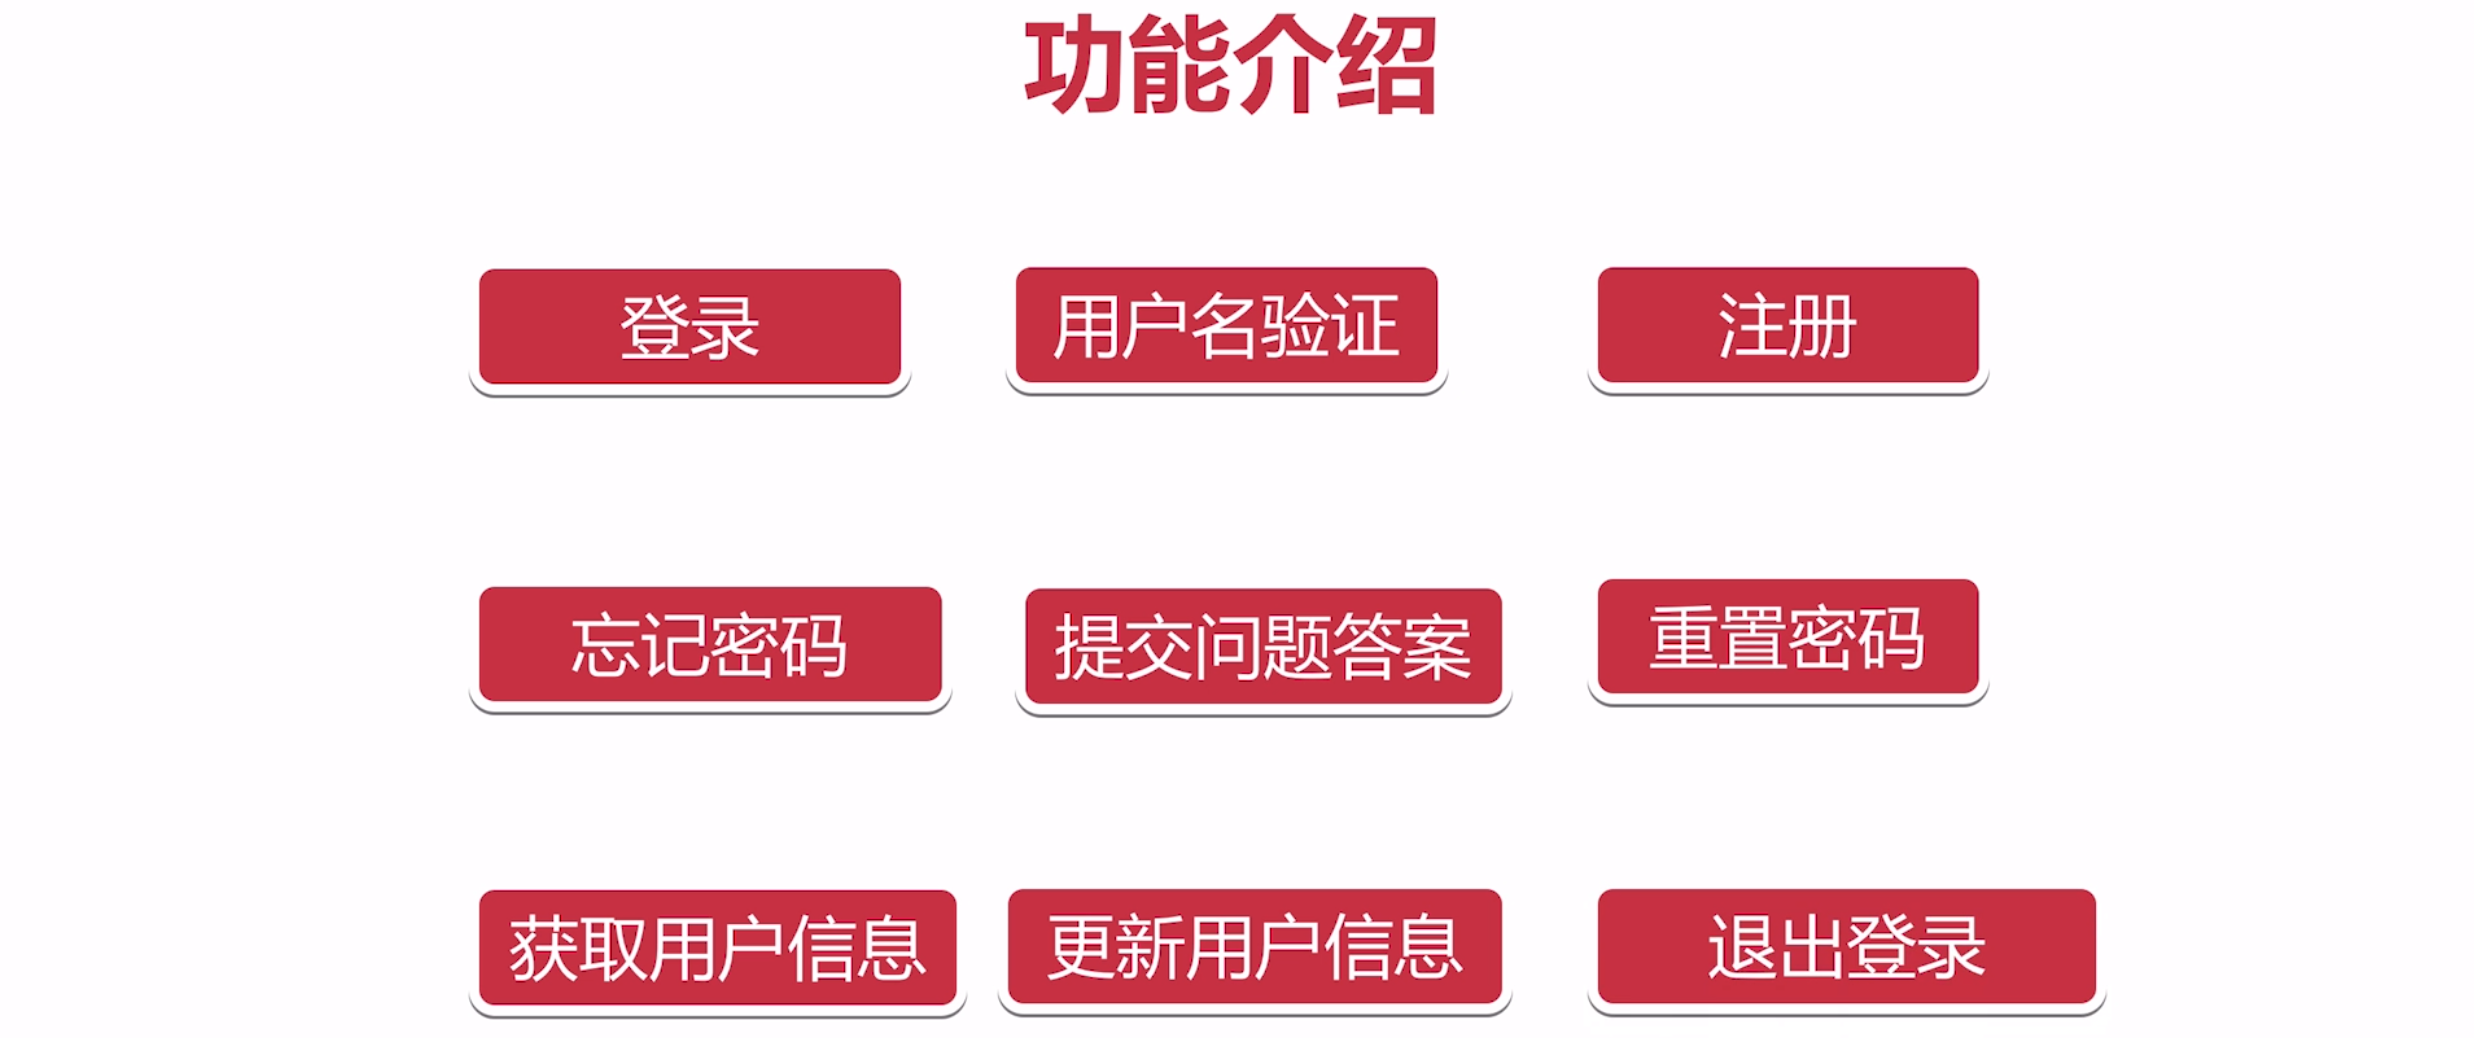 功能介绍
登录
用户名验证
注册
忘记密码
提交问题答案
重置密码
获取用户信息
更新用户信息
退出登录